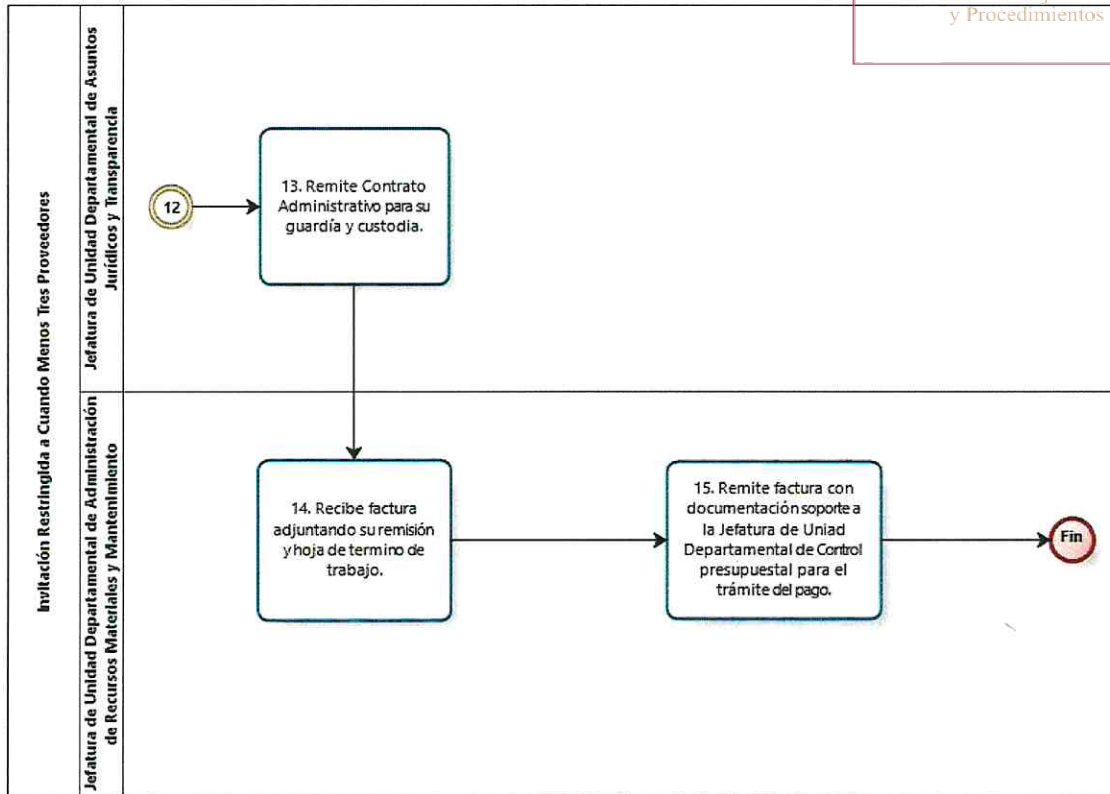 y Procedimientos
Invitación Restringida a Cuando Menos Tres Proveedores
Jefatura de Unidad Departamental de Asuntos
Jurídicos y Transparencia
12
13. Remite Contrato
Administrativo para su
guardía y custodia.
Jefatura de Unidad Departamental de Administración
de Recursos Materiales y Mantenimiento
14. Recibe factura
adjuntando su remisión
y hoja de termino de
trabajo.
15. Remite factura con
documentación soporte a
la Jefatura de Uniad
Departamental de Control
presupuestal para el
trámite del pago.
Fin